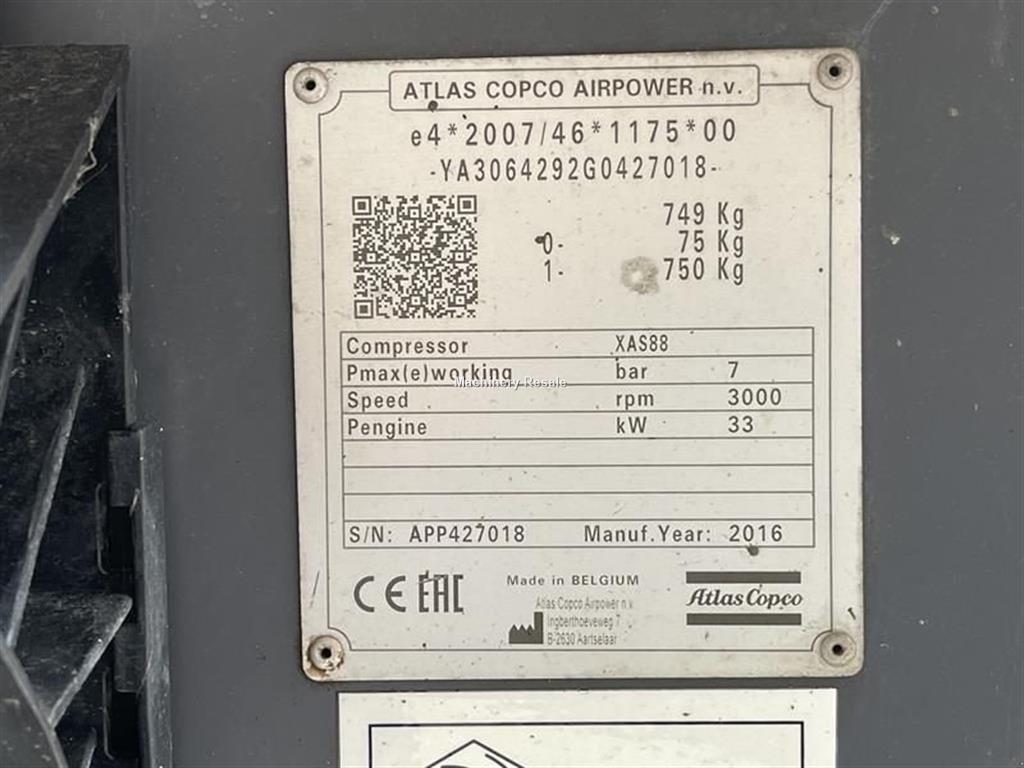 ATLAS COPCO AIRPOWER n.v.
e4*2007/46*1175*00
-YA3064292G0427018-
749 Kg
0- 75 Kg
1- 750 Kg
Compressor XAS88
Pmax(e)working bar 7
Machinery Resale
Speed rpm 3000
Pengine kW 33
S/N: APP427018 Manuf.Year: 2016
CE EAC
Made in BELGIUM
Atlas Copco Airpower n.v.
Ingberthoeveweg 7
B-2630 Aartselaar
Atlas Copco